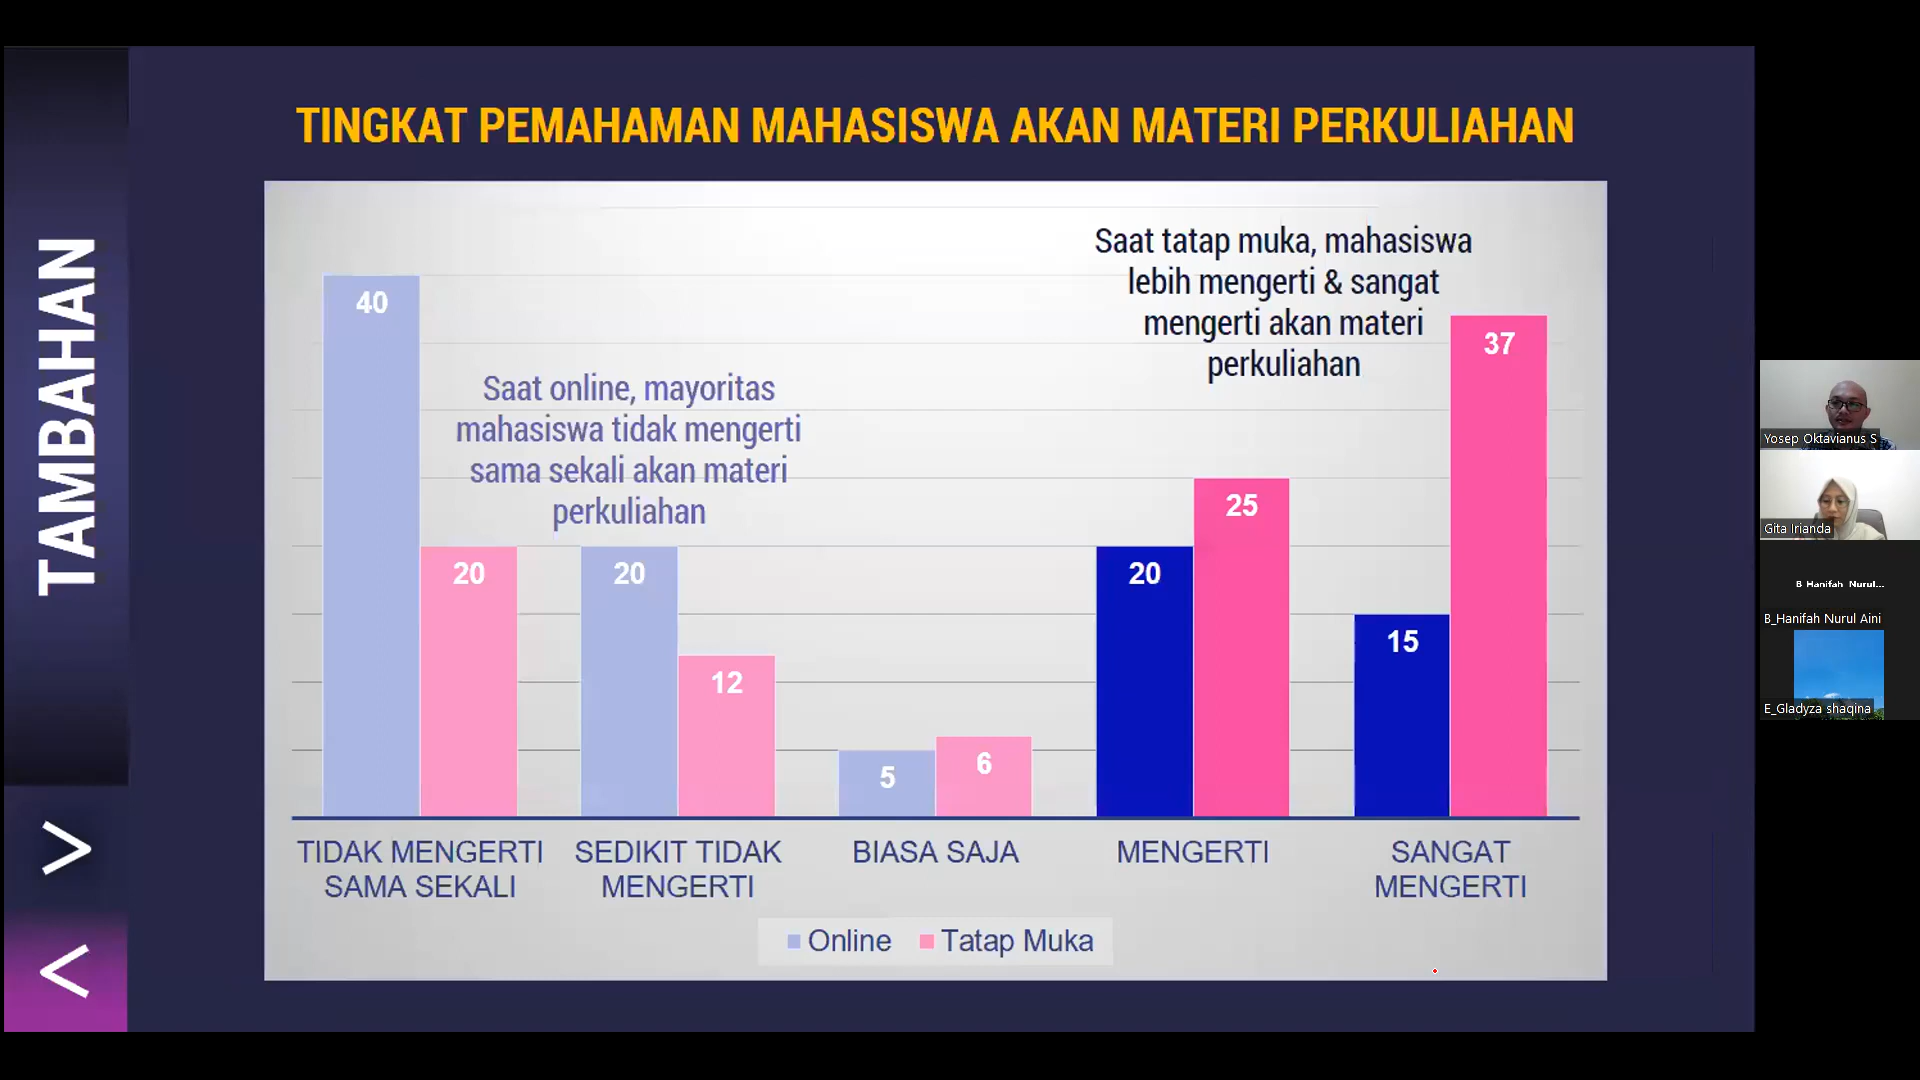 TAMBAHAN
TINGKAT PEMAHAMAN MAHASISWA AKAN MATERI PERKULIAHAN
Saat online, mayoritas
mahasiswa tidak mengerti
sama sekali akan materi
perkuliahan
Saat tatap muka, mahasiswa
lebih mengerti & sangat
mengerti akan materi
perkuliahan
40
20
20
12
5
6
20
25
15
37
TIDAK MENGERTI
SAMA SEKALI
SEDIKIT TIDAK
MENGERTI
BIASA SAJA
MENGERTI
SANGAT
MENGERTI
Online
Tatap Muka
Yosep Oktavianus S
Gita Irianda
B Hanifah Nurul...
B_Hanifah Nurul Aini
E_Gladyza shaqina